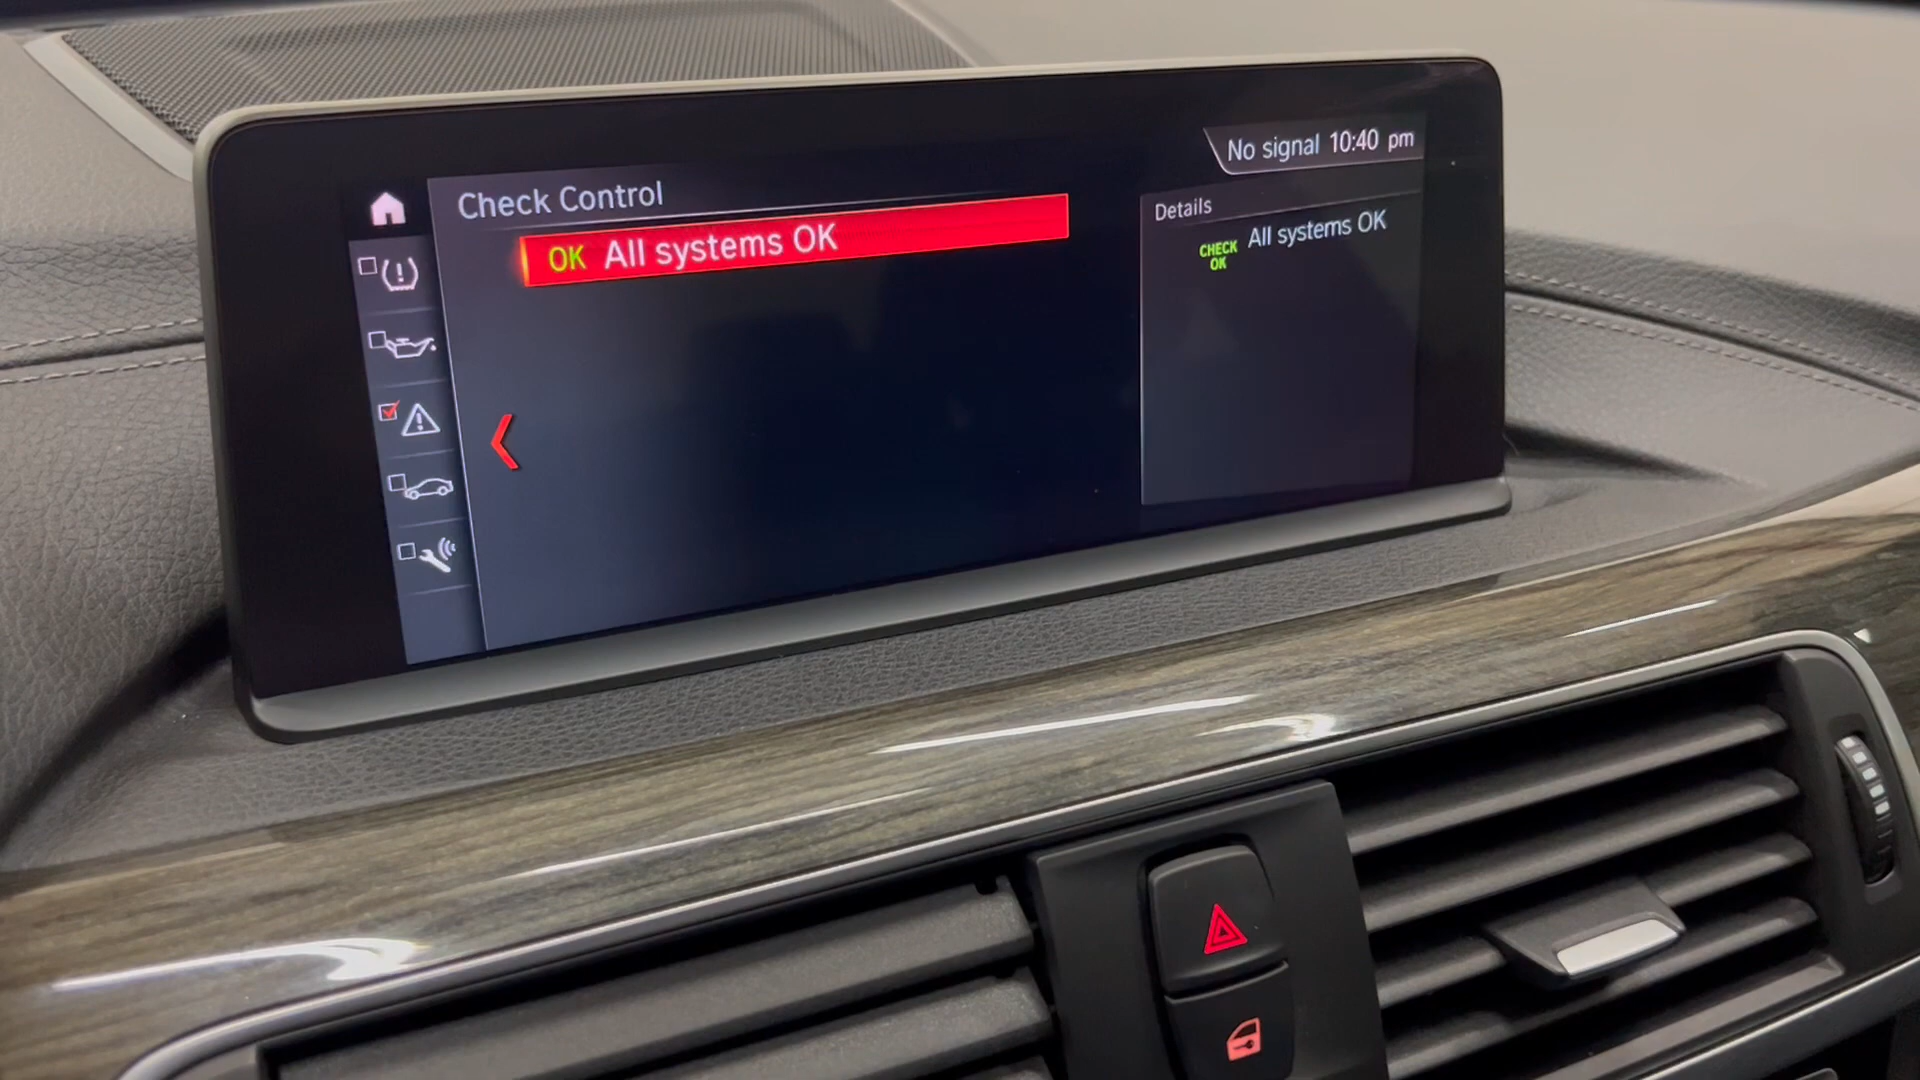 No signal 10:40 pm
Check Control
OK All systems OK
Details
CHECK OK All systems OK